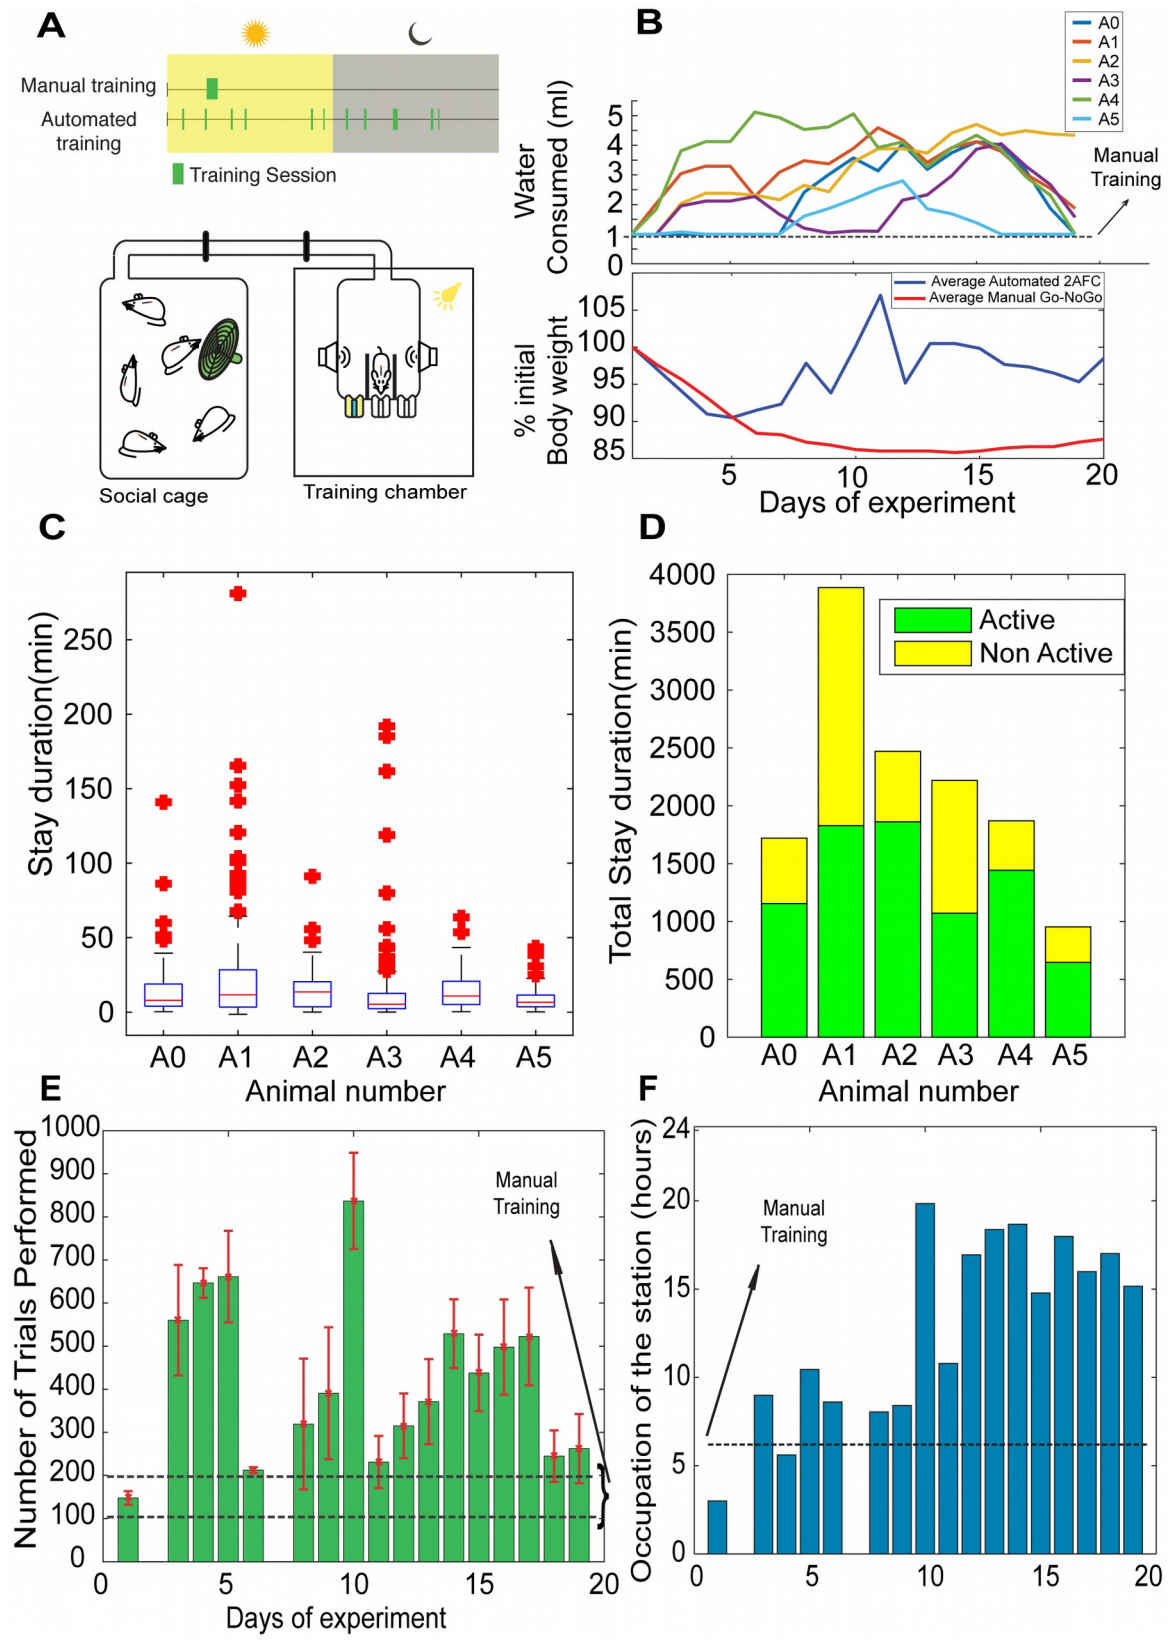 A
Manual training
Automated
training
Training Session
Social cage
Training chamber
B
A0
A1
A2
A3
A4
A5
Water
Consumed (ml)
5
4
3
2
1
0
Manual
Training
Average Automated 2AFC
Average Manual Go-NoGo
% initial
Body weight
105
100
95
90
85
5
10
15
20
Days of experiment
C
Stay duration(min)
250
200
150
100
50
0
A0
A1
A2
A3
A4
A5
Animal number
D
Total Stay duration(min)
4000
3500
3000
2500
2000
1500
1000
500
0
Active
Non Active
A0
A1
A2
A3
A4
A5
Animal number
E
Number of Trials Performed
1000
900
800
700
600
500
400
300
200
100
0
Manual
Training
}
0
5
10
15
20
Days of experiment
F
Occupation of the station (hours)
24
20
15
10
5
0
Manual
Training
0
5
10
15
20